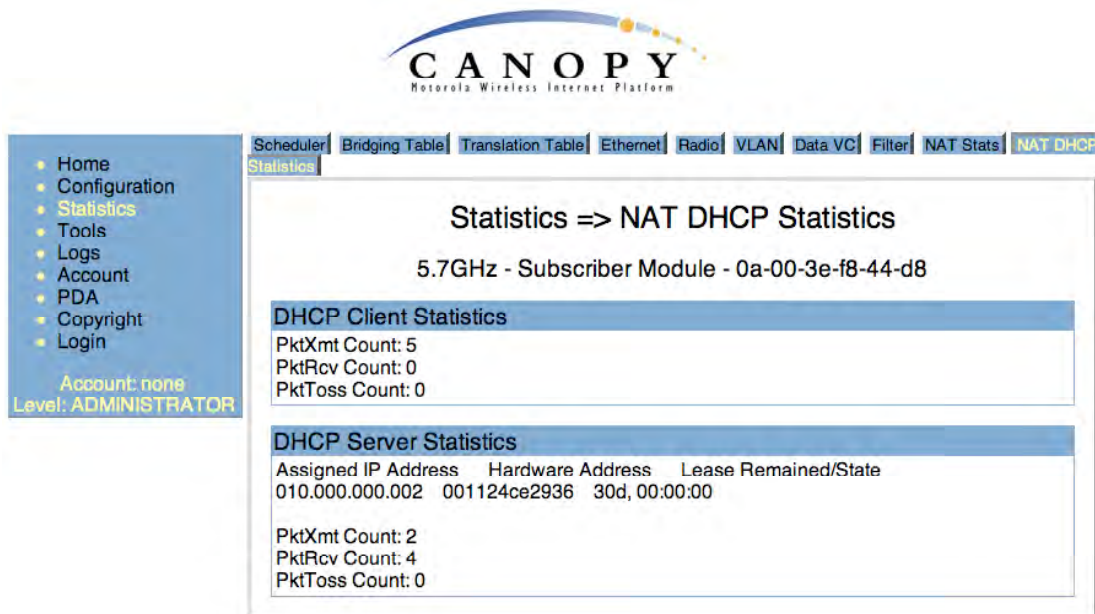 CANOPY
Motorola Wireless Internet Platform
Home
Configuration
Statistics
Tools
Logs
Account
PDA
Copyright
Login
Account: none
Level: ADMINISTRATOR
Scheduler Bridging Table Translation Table Ethernet Radio VLAN Data VC Filter NAT Stats NAT DHCP
Statistics
Statistics => NAT DHCP Statistics
5.7GHz - Subscriber Module - 0a-00-3e-f8-44-d8
DHCP Client Statistics
PktXmt Count: 5
PktRcv Count: 0
PktToss Count: 0
DHCP Server Statistics
Assigned IP Address Hardware Address Lease Remained/State
010.000.000.002 001124ce2936 30d, 00:00:00
PktXmt Count: 2
PktRcv Count: 4
PktToss Count: 0